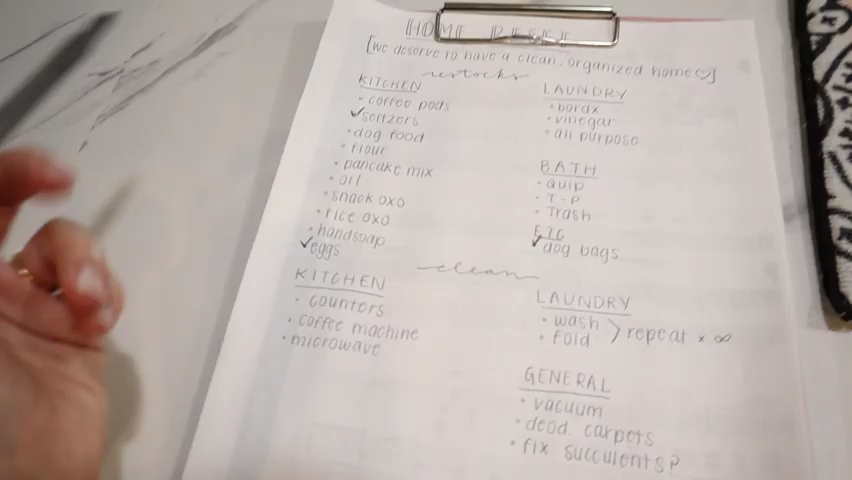 HOME RESET
[we deserve to have a clean, organized home♡]
restocks
KITCHEN
• coffee pods
✓seltzers
• dog food
• flour
• pancake mix
• oil
• snack oxo
• rice oxo
• handsoap
✓eggs
LAUNDRY
• borax
• vinegar
• all purpose
BATH
• quip
• T-P
• Trash
ETC
✓dog bags
clean
KITCHEN
• counters
• coffee machine
• microwave
LAUNDRY
• wash
• fold
> repeat × ∞
GENERAL
• vacuum
• deod. carpets
• fix succulents?